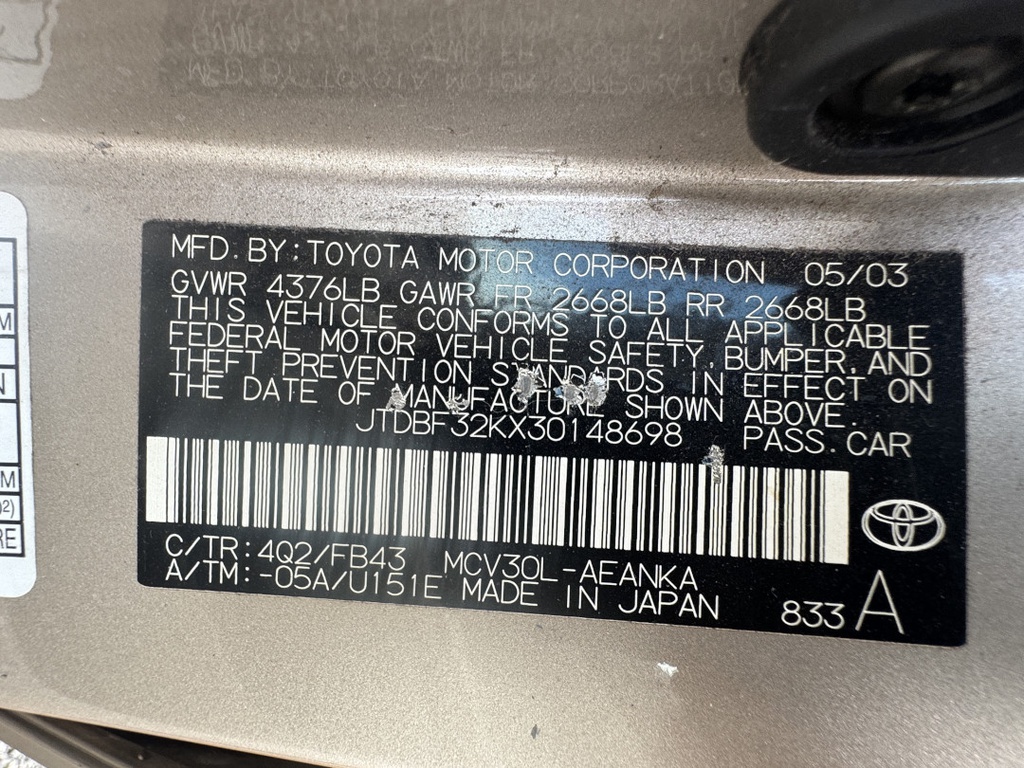 MFD. BY: TOYOTA MOTOR CORPORATION 05/03
GVWR 4376LB GAWR FR 2668LB RR 2668LB
THIS VEHICLE CONFORMS TO ALL APPLICABLE
FEDERAL MOTOR VEHICLE SAFETY, BUMPER, AND
THEFT PREVENTION STANDARDS IN EFFECT ON
THE DATE OF MANUFACTURE SHOWN ABOVE.
JTDBF32KX30148698 PASS. CAR
C/TR: 4Q2/FB43 MCV30L-AEANKA
A/TM: -05A/U151E MADE IN JAPAN 833 A
M
N
M
RE